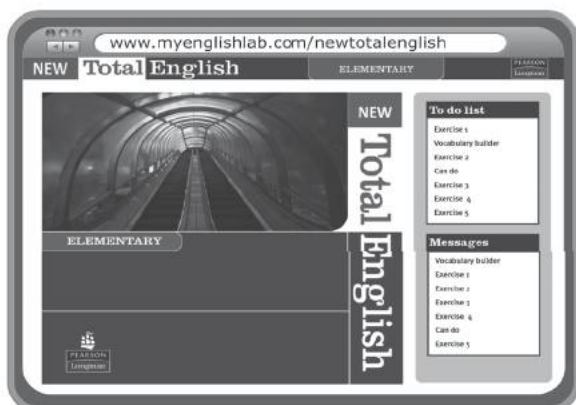 www.myenglishlab.com/newtotalenglish
NEW Total English ELEMENTARY PEARSON
Longman
NEW
Total English
ELEMENTARY
PEARSON
Longman
To do list
Exercise 1
Vocabulary builder
Exercise 2
Can do
Exercise 3
Exercise 4
Exercise 5
Messages
Vocabulary builder
Exercise 1
Exercise 2
Exercise 3
Exercise 4
Can do
Exercise 5